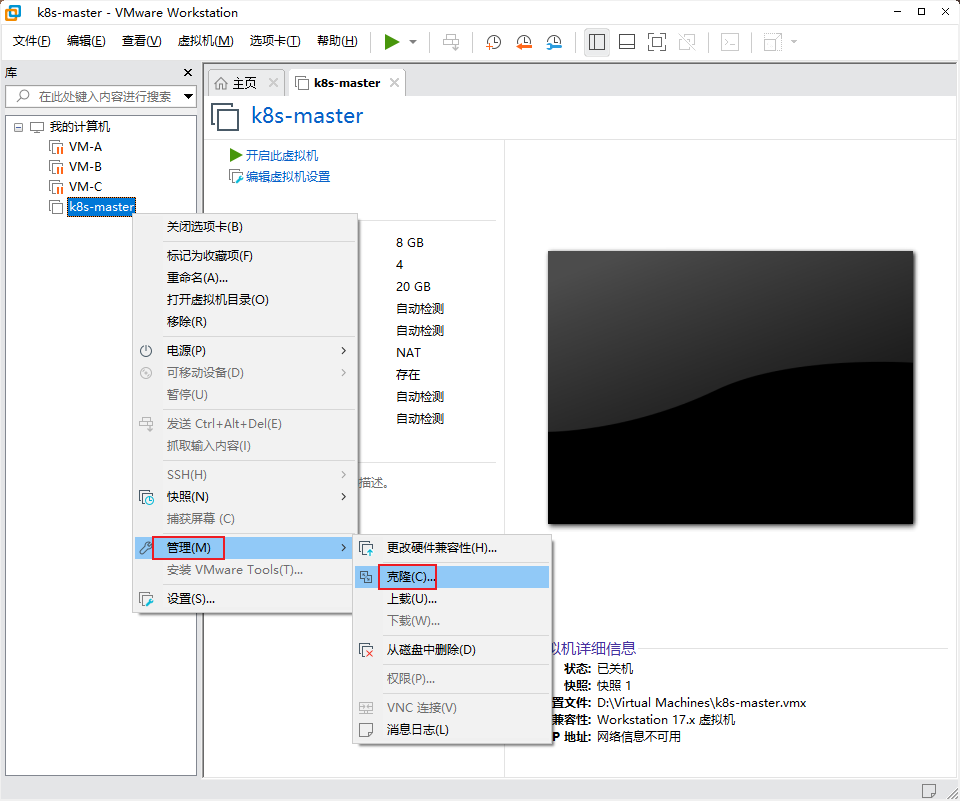 k8s-master - VMware Workstation
文件(F) 编辑(E) 查看(V) 虚拟机(M) 选项卡(T) 帮助(H)
库
在此处键入内容进行搜索
我的计算机
VM-A
VM-B
VM-C
k8s-master
主页
k8s-master
k8s-master
开启此虚拟机
编辑虚拟机设置
8 GB
4
20 GB
自动检测
自动检测
NAT
存在
自动检测
自动检测
描述。
关闭选项卡(B)
标记为收藏项(F)
重命名(A)...
打开虚拟机目录(O)
移除(R)
电源(P)
可移动设备(D)
暂停(U)
发送 Ctrl+Alt+Del(E)
抓取输入内容(I)
SSH(H)
快照(N)
捕获屏幕 (C)
管理(M)
安装 VMware Tools(T)...
设置(S)...
更改硬件兼容性(H)...
克隆(C)...
上载(U)...
下载(W)...
从磁盘中删除(D)
权限(P)...
VNC 连接(V)
消息日志(L)
拟机详细信息
状态: 已关机
快照: 快照 1
置文件: D:\Virtual Machines\k8s-master.vmx
兼容性: Workstation 17.x 虚拟机
P 地址: 网络信息不可用